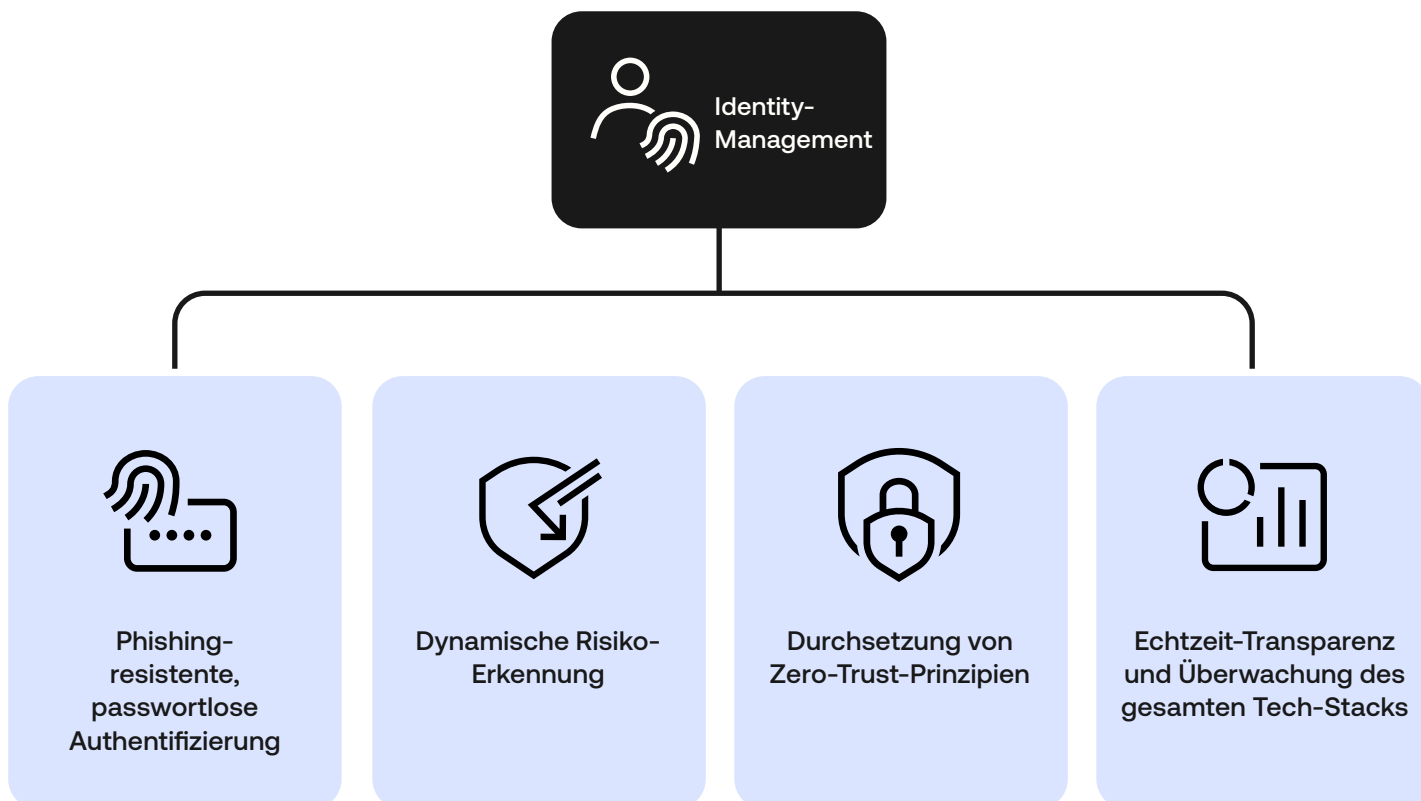 Identity-
Management
Phishing-
resistente,
passwortlose
Authentifizierung
Dynamische Risiko-
Erkennung
Durchsetzung von
Zero-Trust-Prinzipien
Echtzeit-Transparenz
und Überwachung des
gesamten Tech-Stacks